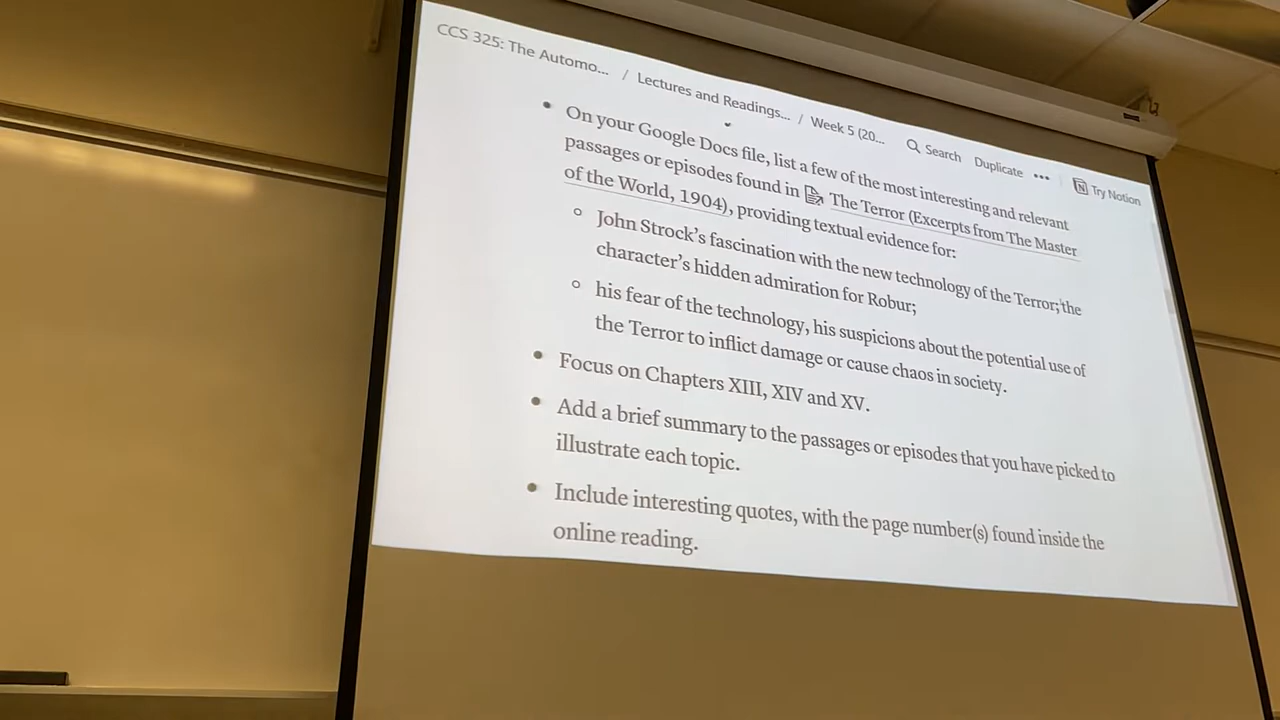 CCS 325: The Automo... / Lectures and Readings... / Week 5 (20... Search Duplicate ••• Try Notion
• On your Google Docs file, list a few of the most interesting and relevant
passages or episodes found in The Terror (Excerpts from The Master
of the World, 1904), providing textual evidence for:
◦ John Strock's fascination with the new technology of the Terror; the
character's hidden admiration for Robur;
◦ his fear of the technology, his suspicions about the potential use of
the Terror to inflict damage or cause chaos in society.
• Focus on Chapters XIII, XIV and XV.
• Add a brief summary to the passages or episodes that you have picked to
illustrate each topic.
• Include interesting quotes, with the page number(s) found inside the
online reading.